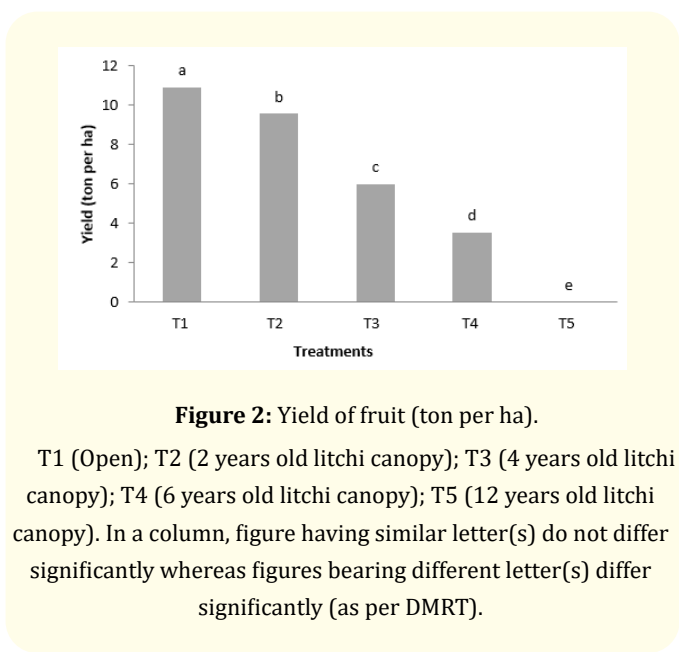 12
10
8
6
4
2
0
Yield (ton per ha)
a
b
c
d
e
T1 T2 T3 T4 T5
Treatments
Figure 2: Yield of fruit (ton per ha).
T1 (Open); T2 (2 years old litchi canopy); T3 (4 years old litchi
canopy); T4 (6 years old litchi canopy); T5 (12 years old litchi
canopy). In a column, figure having similar letter(s) do not differ
significantly whereas figures bearing different letter(s) differ
significantly (as per DMRT).